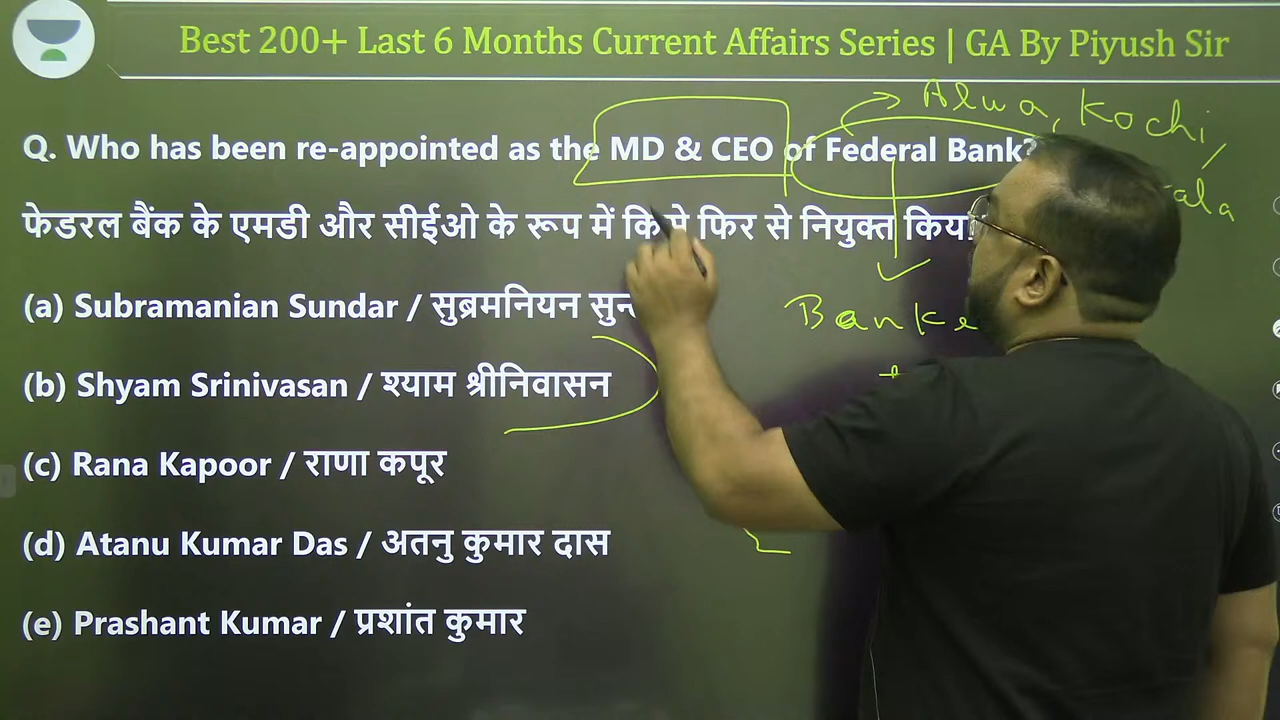 Best 200+ Last 6 Months Current Affairs Series | GA By Piyush Sir
Alwa, Kochi,
ala
Q. Who has been re-appointed as the MD & CEO of Federal Bank?
फेडरल बैंक के एमडी और सीईओ के रूप में किसे फिर से नियुक्त किया
(a) Subramanian Sundar / सुब्रमनियन
Banke
(b) Shyam Srinivasan / श्याम श्रीनिवासन
(c) Rana Kapoor / राणा कपूर
(d) Atanu Kumar Das / अतनु कुमार दास
(e) Prashant Kumar / प्रशांत कुमार